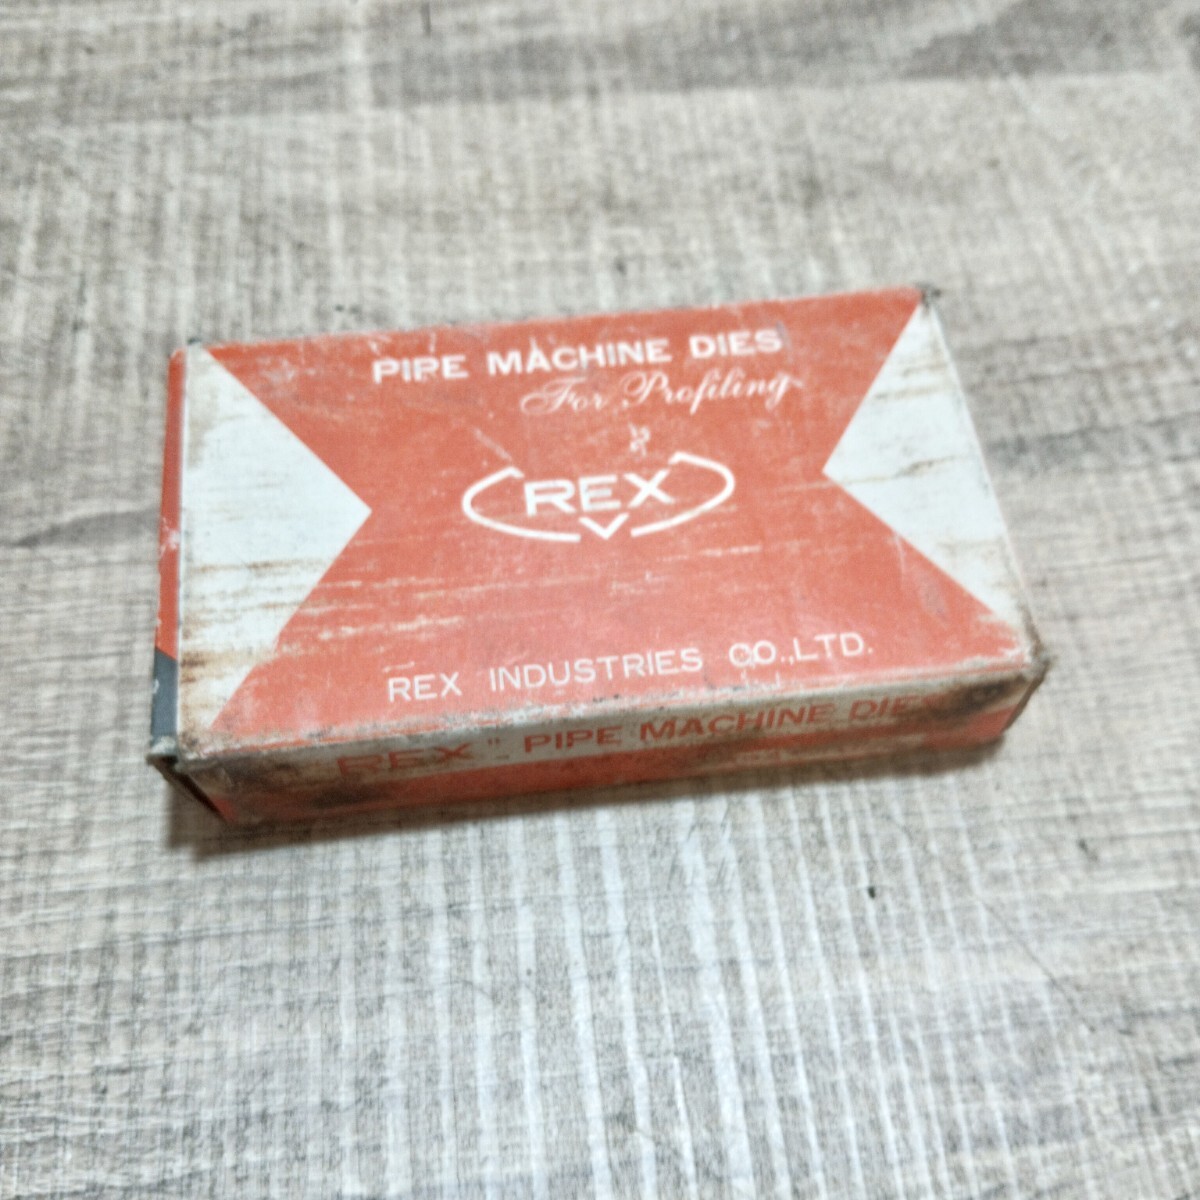 PIPE MACHINE DIES
For Profiling
REX
REX INDUSTRIES CO.,LTD.
REX" PIPE MACHINE DIES